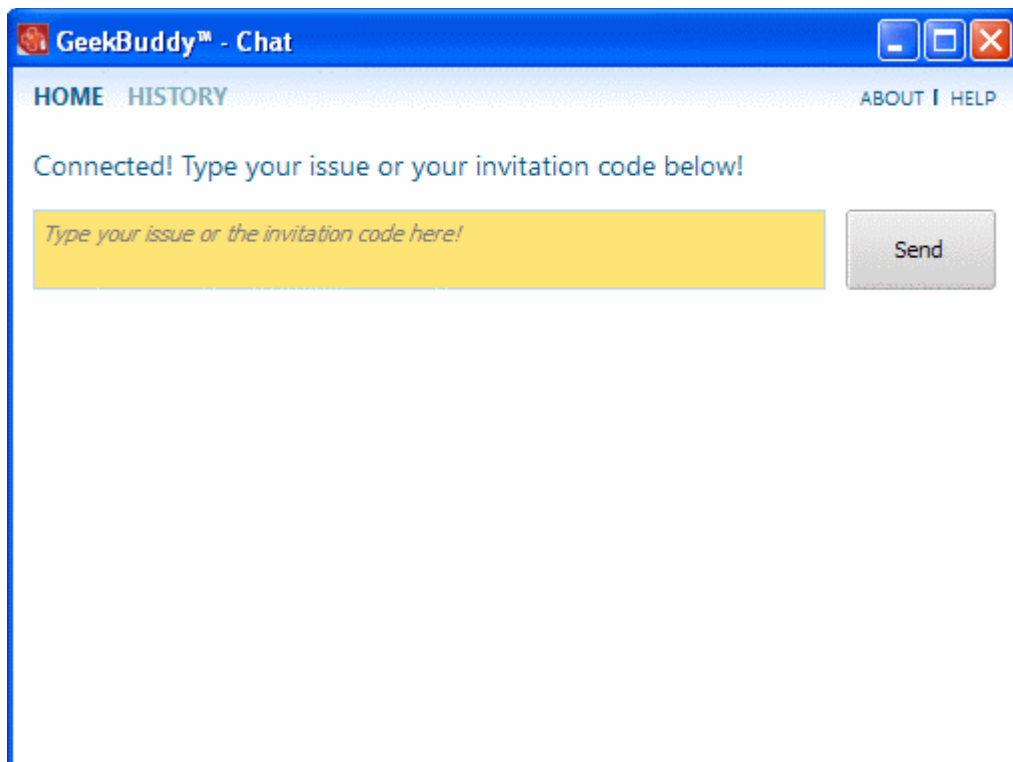 GeekBuddy™ - Chat
HOME HISTORY
ABOUT | HELP
Connected! Type your issue or your invitation code below!
Type your issue or the invitation code here!
Send